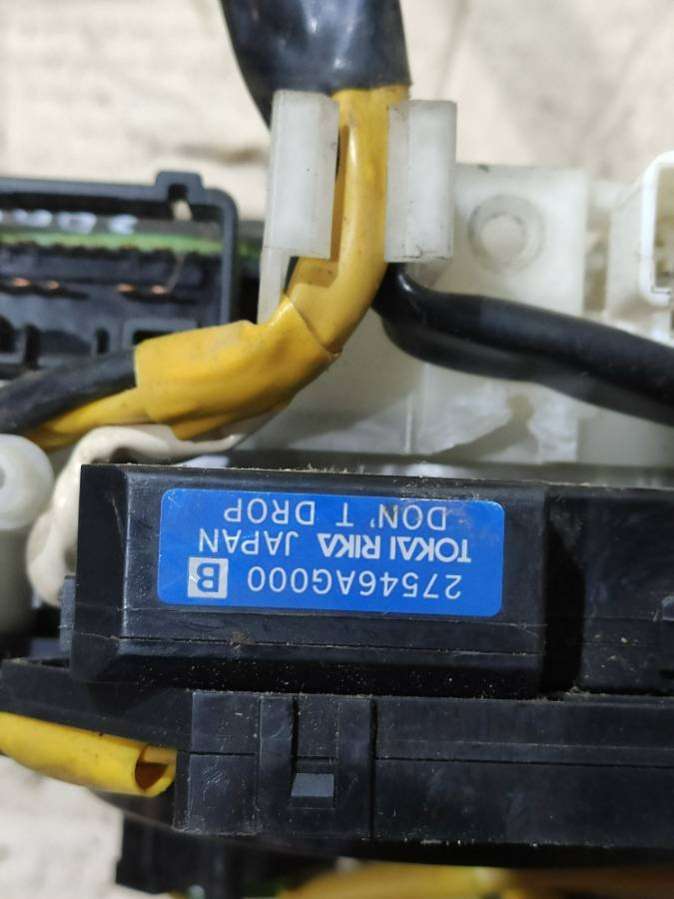 27546AG000 B
TOKAI RIKA JAPAN
DON'T DROP